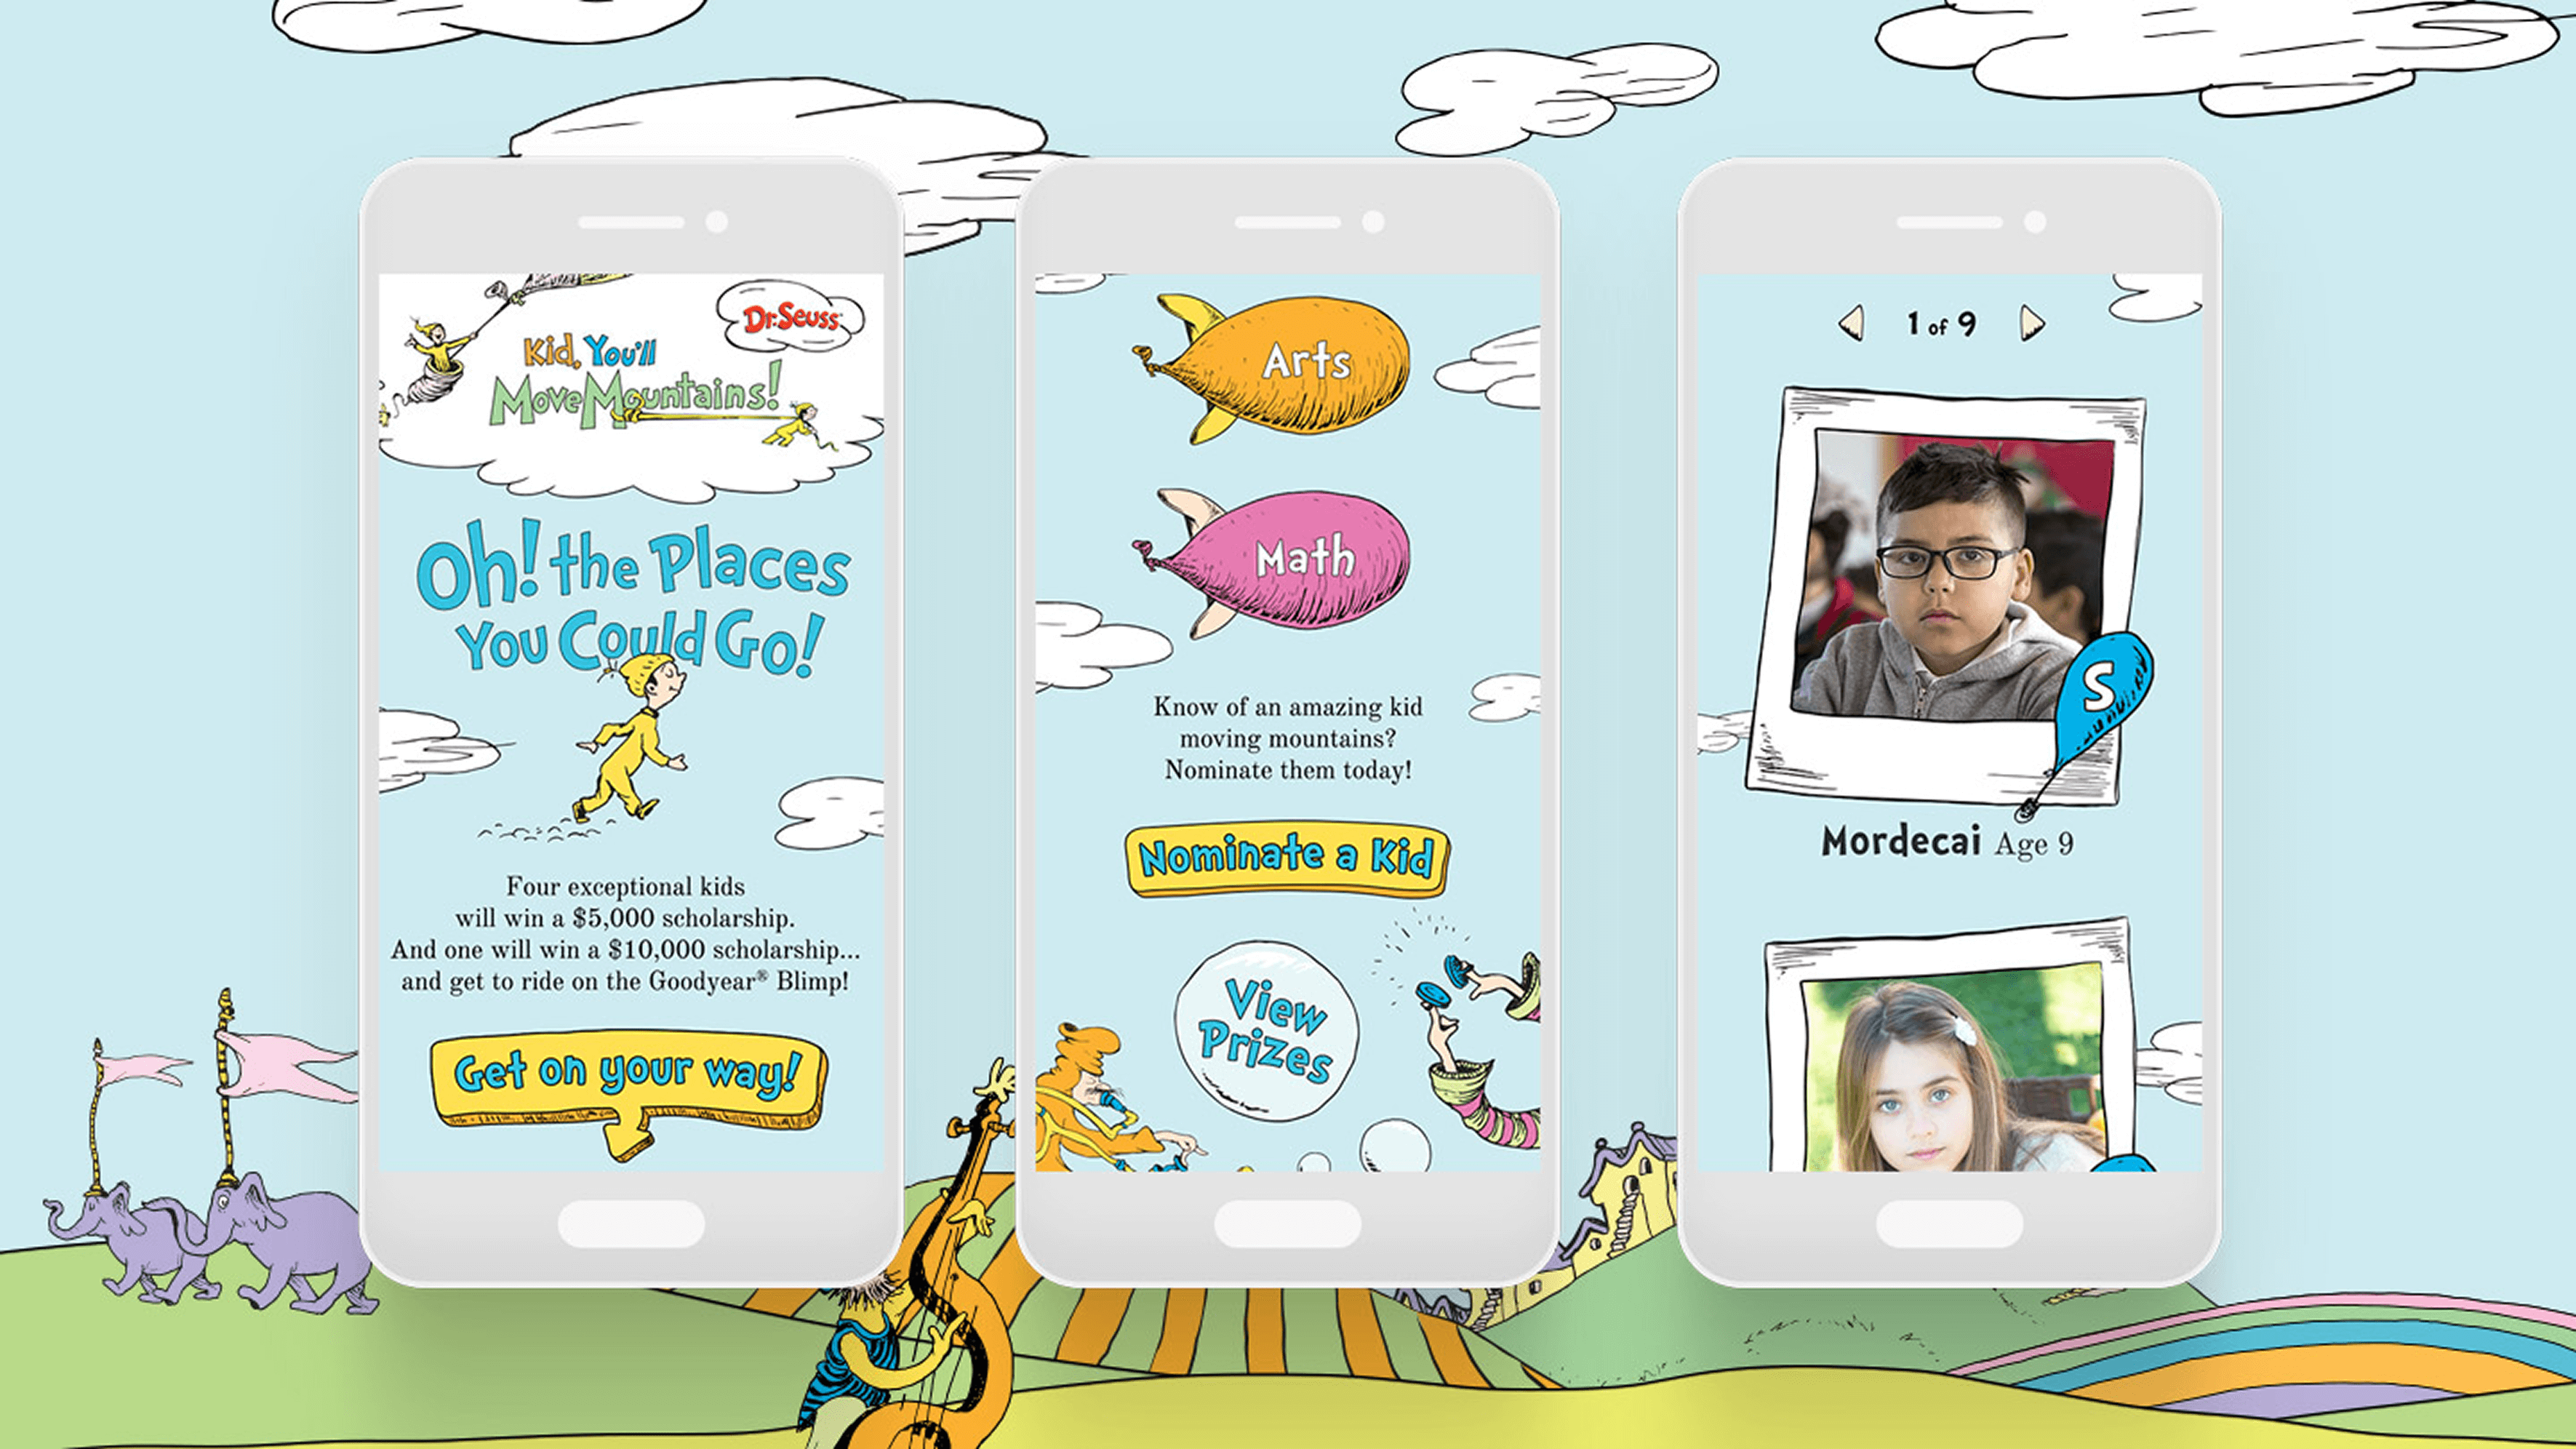 Dr. Seuss
Kid, You'll
Move Mountains!
Oh! the Places
You Could Go!
Four exceptional kids
will win a $5,000 scholarship.
And one will win a $10,000 scholarship...
and get to ride on the Goodyear® Blimp!
Get on your way!
Arts
Math
Know of an amazing kid
moving mountains?
Nominate them today!
Nominate a Kid
View
Prizes
1 of 9
S
Mordecai Age 9